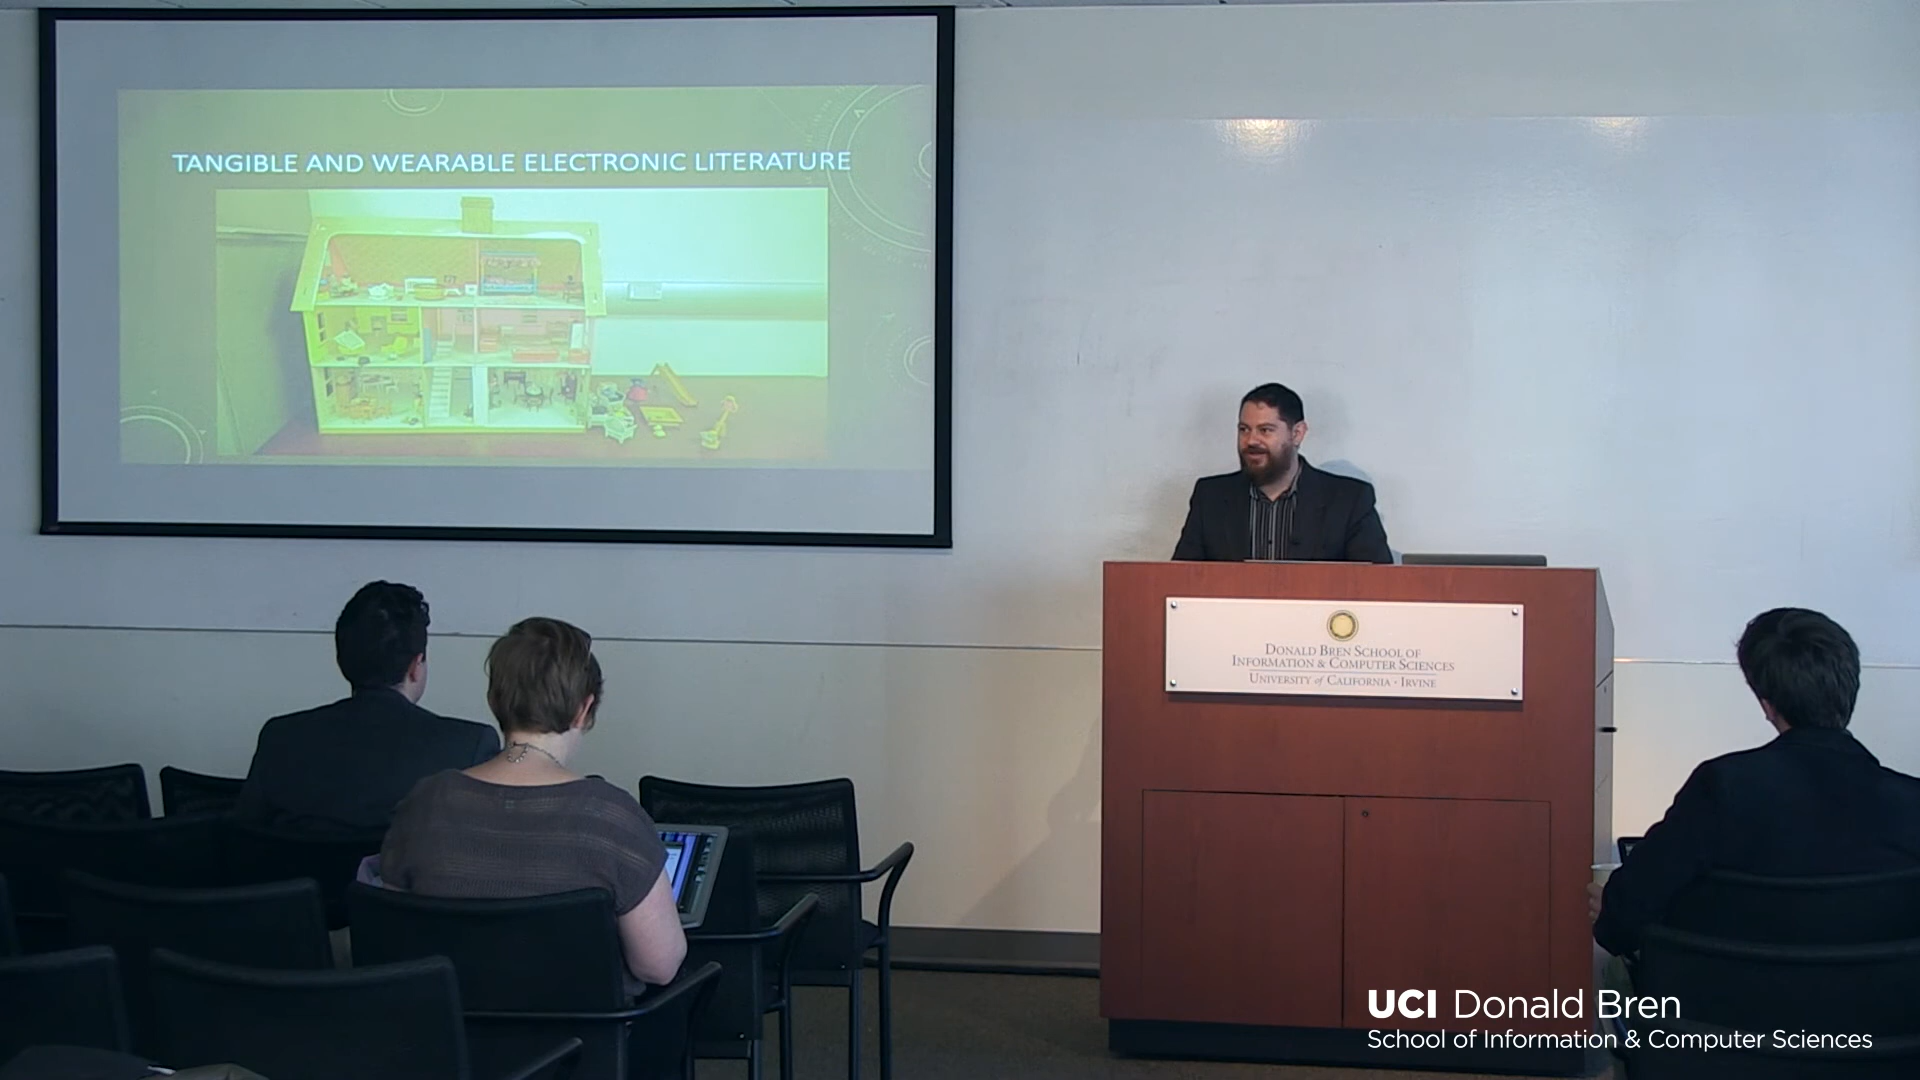 TANGIBLE AND WEARABLE ELECTRONIC LITERATURE
DONALD BREN SCHOOL OF
INFORMATION & COMPUTER SCIENCES
UNIVERSITY of CALIFORNIA · IRVINE
UCI Donald Bren
School of Information & Computer Sciences